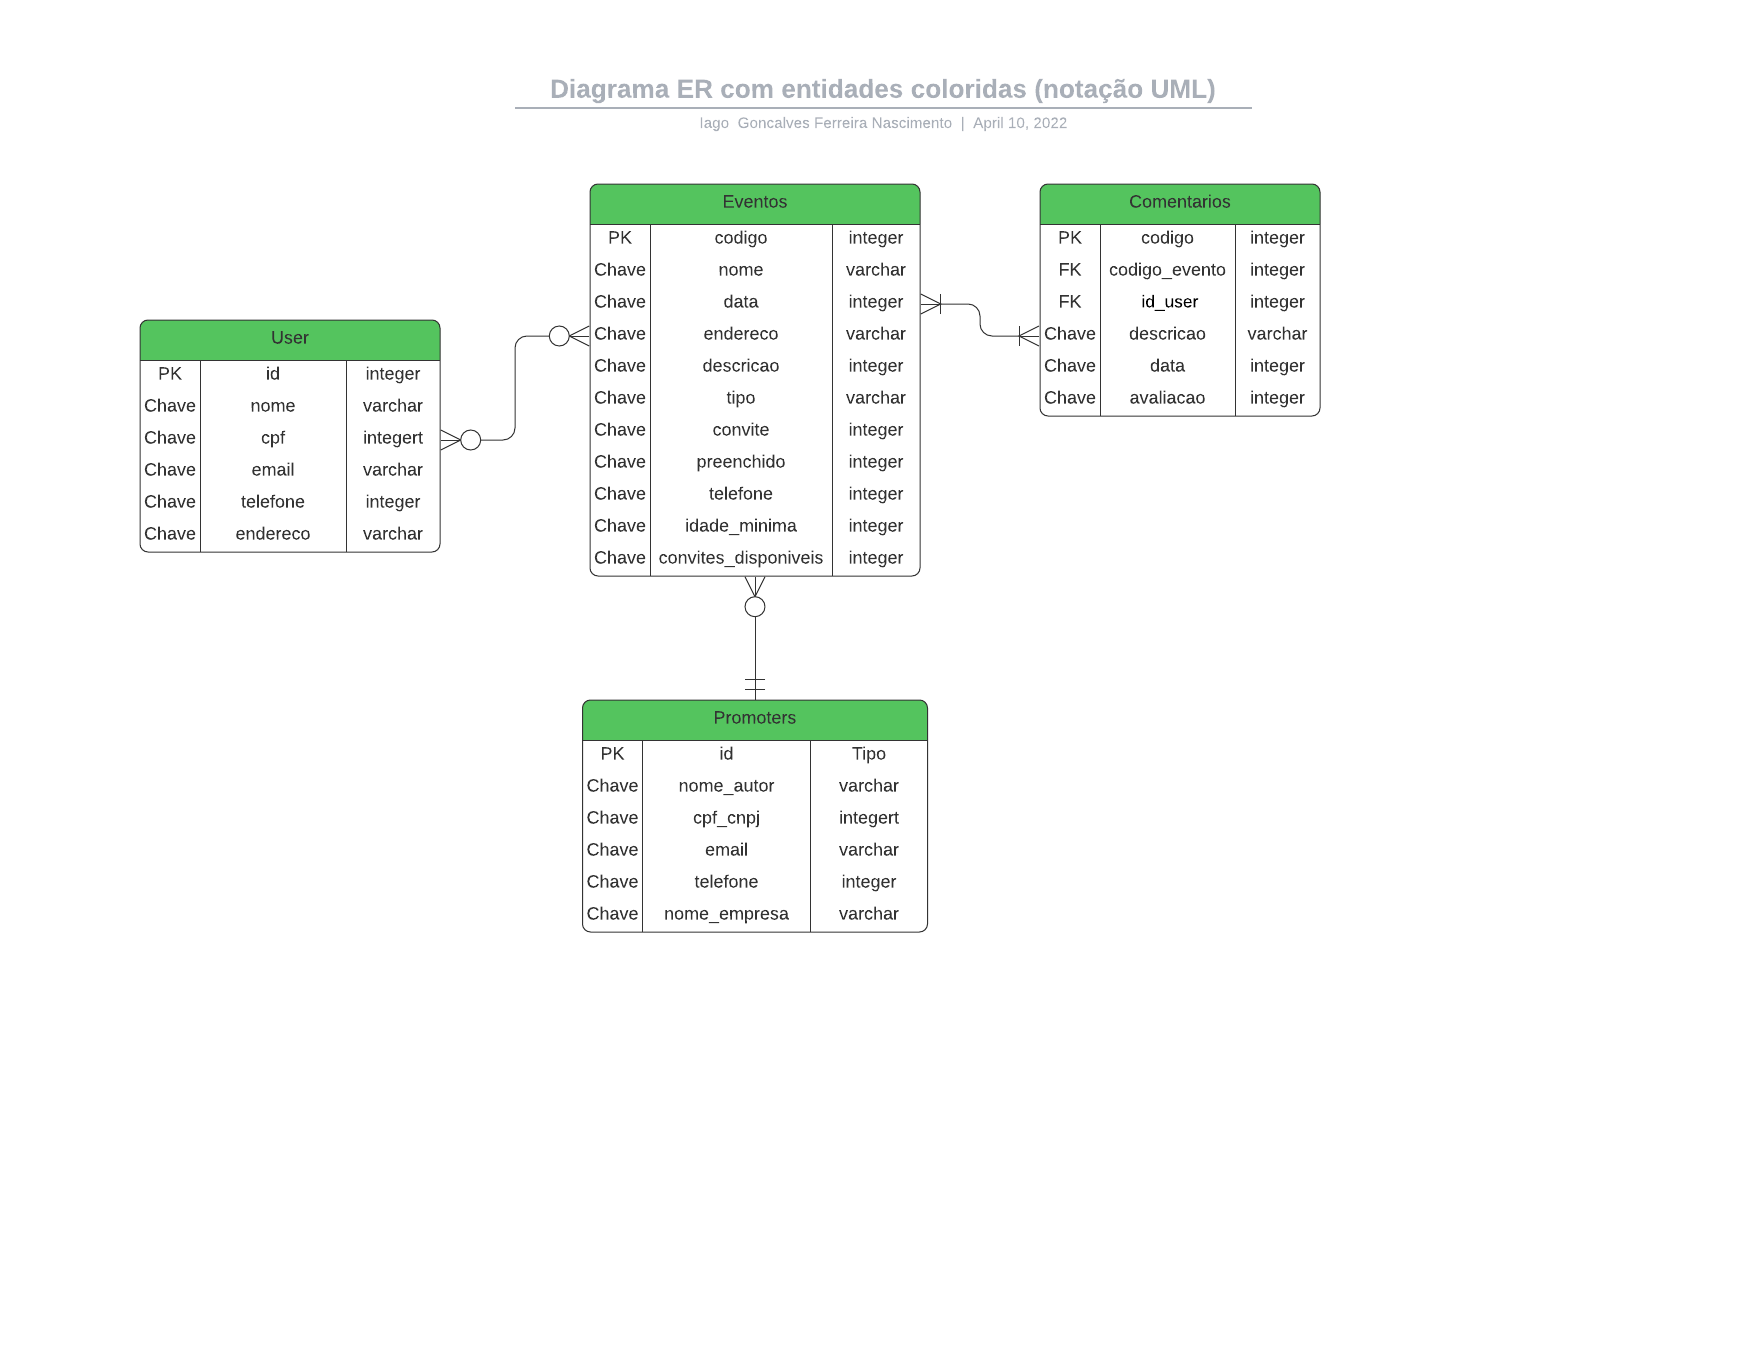 Diagrama ER com entidades coloridas (notação UML)
Iago Goncalves Ferreira Nascimento | April 10, 2022
User
PK id integer
Chave nome varchar
Chave cpf integert
Chave email varchar
Chave telefone integer
Chave endereco varchar
Eventos
PK codigo integer
Chave nome varchar
Chave data integer
Chave endereco varchar
Chave descricao integer
Chave tipo varchar
Chave convite integer
Chave preenchido integer
Chave telefone integer
Chave idade_minima integer
Chave convites_disponiveis integer
Comentarios
PK codigo integer
FK codigo_evento integer
FK id_user integer
Chave descricao varchar
Chave data integer
Chave avaliacao integer
Promoters
PK id Tipo
Chave nome_autor varchar
Chave cpf_cnpj integert
Chave email varchar
Chave telefone integer
Chave nome_empresa varchar